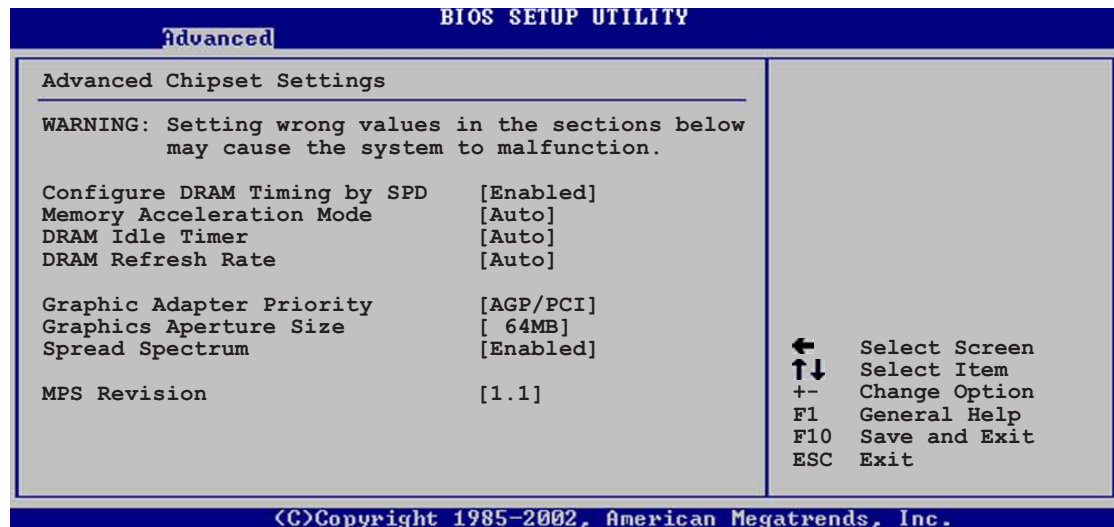 BIOS SETUP UTILITY
Advanced
Advanced Chipset Settings
WARNING: Setting wrong values in the sections below
may cause the system to malfunction.
Configure DRAM Timing by SPD [Enabled]
Memory Acceleration Mode [Auto]
DRAM Idle Timer [Auto]
DRAM Refresh Rate [Auto]
Graphic Adapter Priority [AGP/PCI]
Graphics Aperture Size [ 64MB]
Spread Spectrum [Enabled]
MPS Revision [1.1]
← Select Screen
↑↓ Select Item
+- Change Option
F1 General Help
F10 Save and Exit
ESC Exit
(C)Copyright 1985-2002, American Megatrends, Inc.